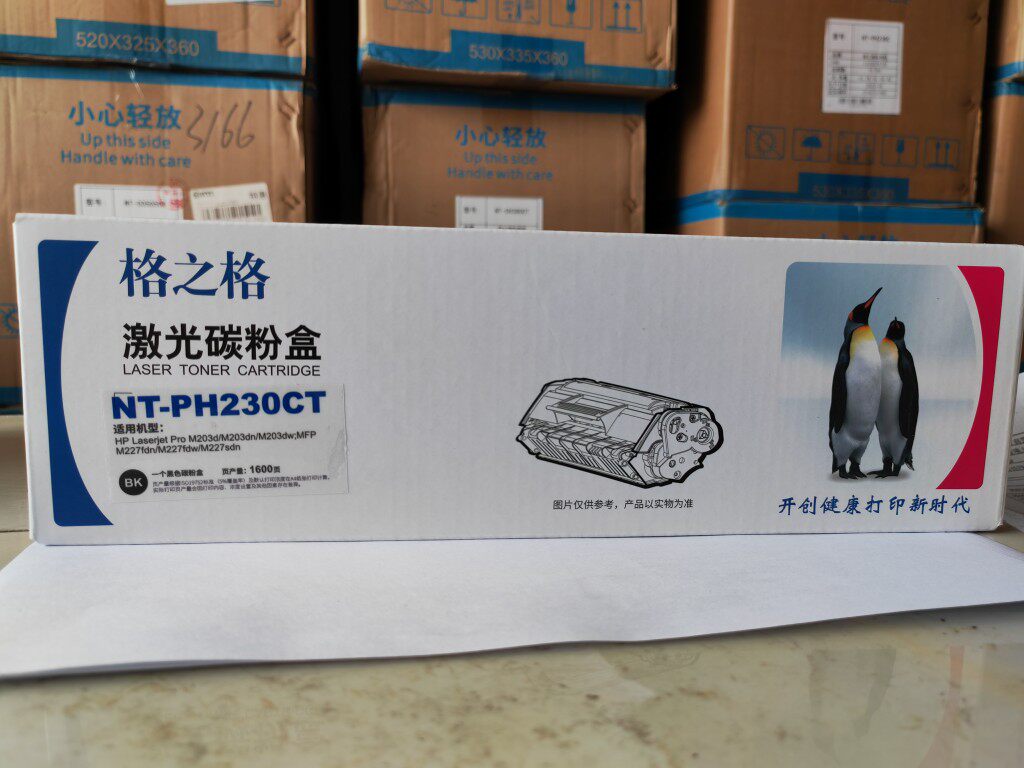 520X325X360
530X335X360
小心轻放
Up this side
Handle with care
3166
小心轻放
Up this side
Handle with care
格之格
激光碳粉盒
LASER TONER CARTRIDGE
NT-PH230CT
适用机型：
HP Laserjet Pro M203d/M203dn/M203dw;MFP
M227fdn/M227fdw/M227sdn
BK
一个黑色碳粉盒 页产量：1600页
图片仅供参考，产品以实物为准
开创健康打印新时代